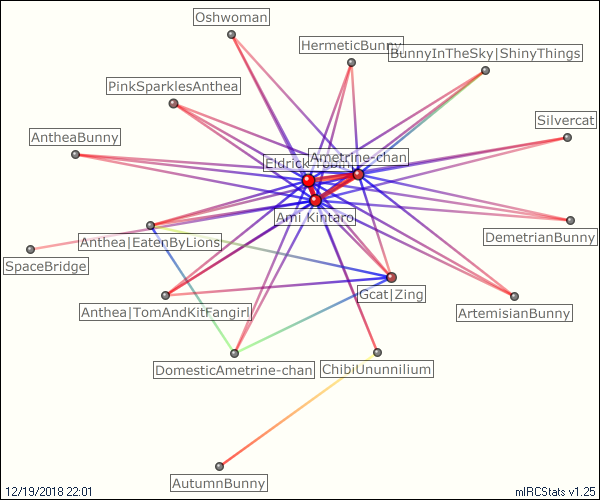 Oshwoman
HermeticBunny
BunnyInTheSky|ShinyThings
PinkSparklesAnthea
Silvercat
AntheaBunny
Ametrine-chan
Eldrick Tobin
Ami Kintaro
DemetrianBunny
Anthea|EatenByLions
SpaceBridge
Gcat|Zing
Anthea|TomAndKitFangirl
ArtemisianBunny
DomesticAmetrine-chan
ChibiUnunnilium
AutumnBunny
12/19/2018 22:01
mIRCStats v1.25